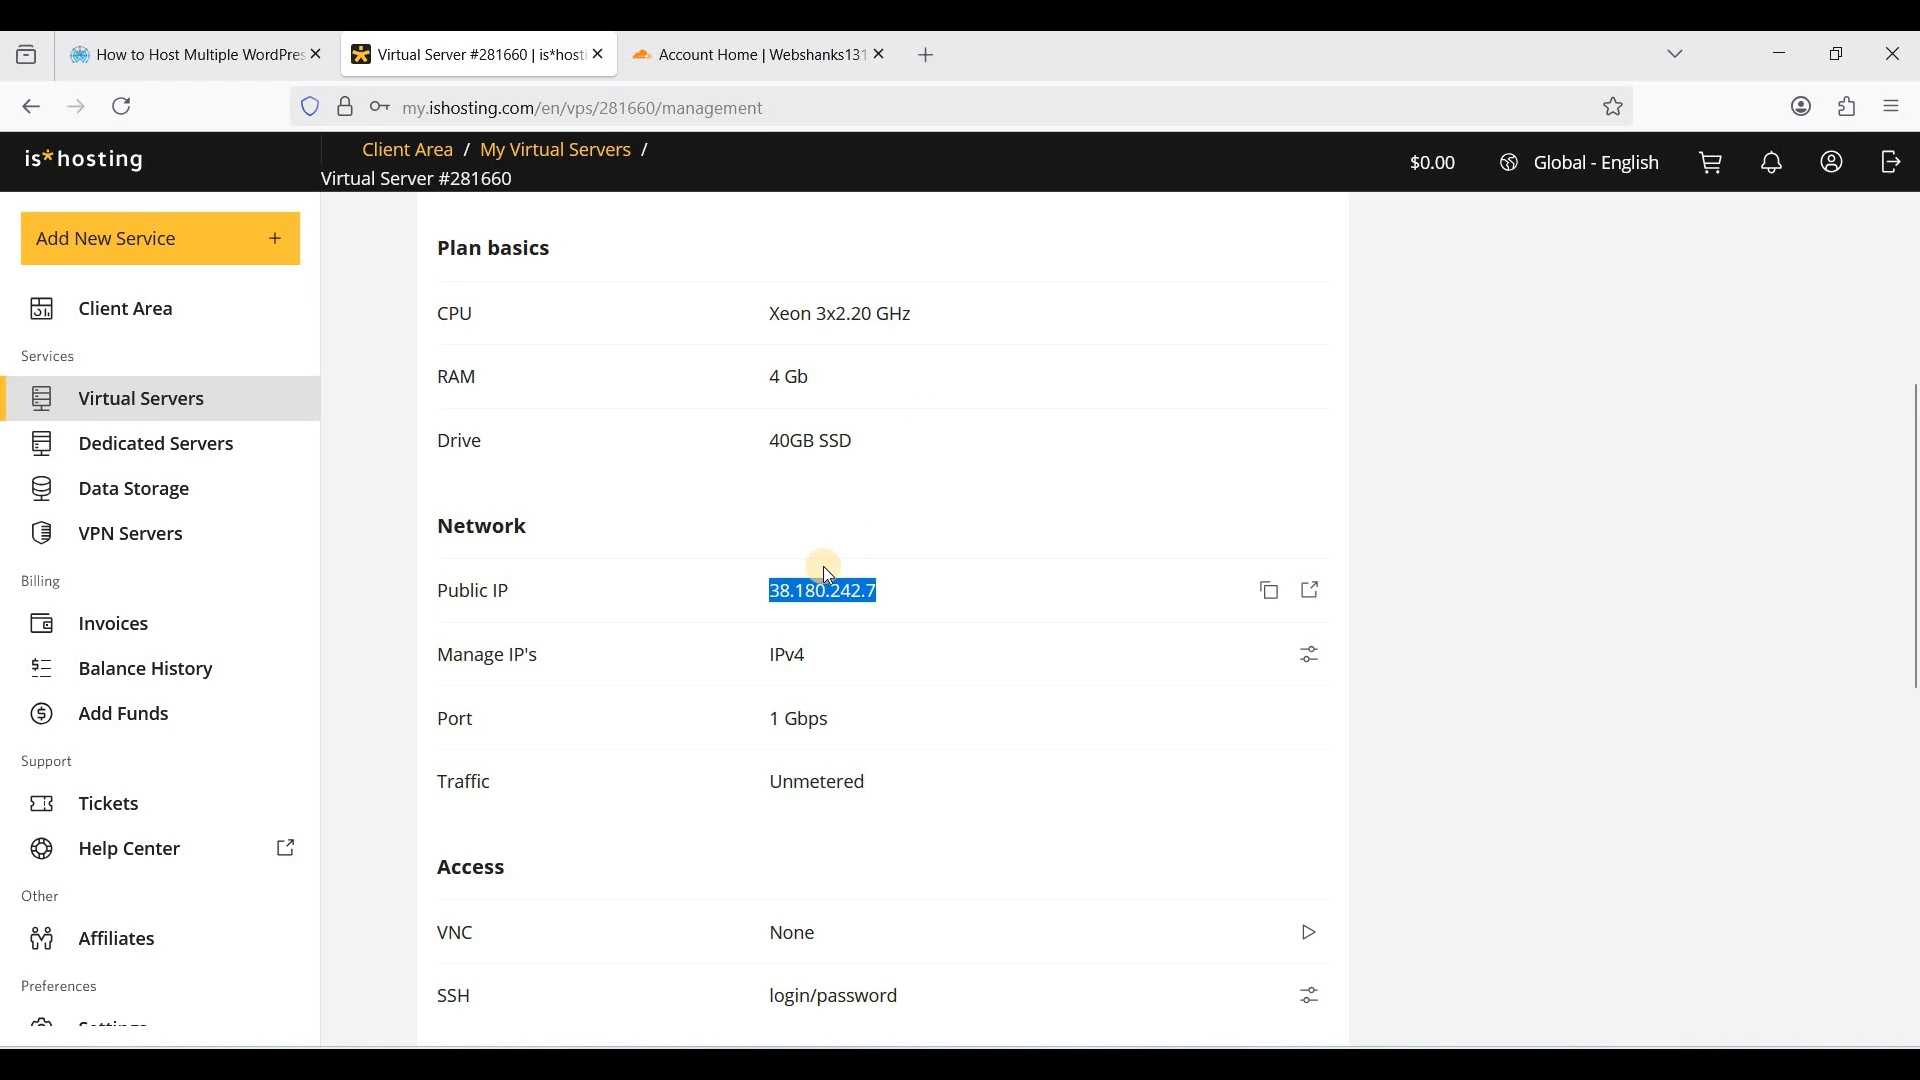 How to Host Multiple WordPres
Virtual Server #281660 | is*hosti
Account Home | Webshanks131
my.ishosting.com/en/vps/281660/management
is*hosting
Client Area / My Virtual Servers /
Virtual Server #281660
$0.00
Global - English
Add New Service +
Client Area
Services
Virtual Servers
Dedicated Servers
Data Storage
VPN Servers
Billing
Invoices
Balance History
Add Funds
Support
Tickets
Help Center
Other
Affiliates
Preferences
Plan basics
CPU Xeon 3x2.20 GHz
RAM 4 Gb
Drive 40GB SSD
Network
Public IP 38.180.242.7
Manage IP's IPv4
Port 1 Gbps
Traffic Unmetered
Access
VNC None
SSH login/password